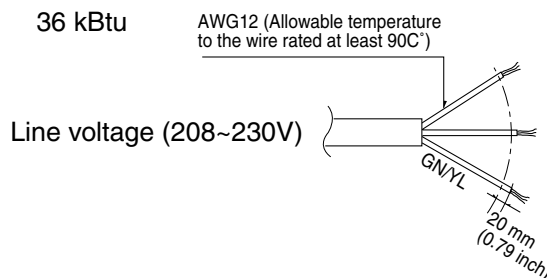 36 kBtu
AWG12 (Allowable temperature
to the wire rated at least 90C˚)
Line voltage (208~230V)
GN/YL
20 mm
(0.79 inch)